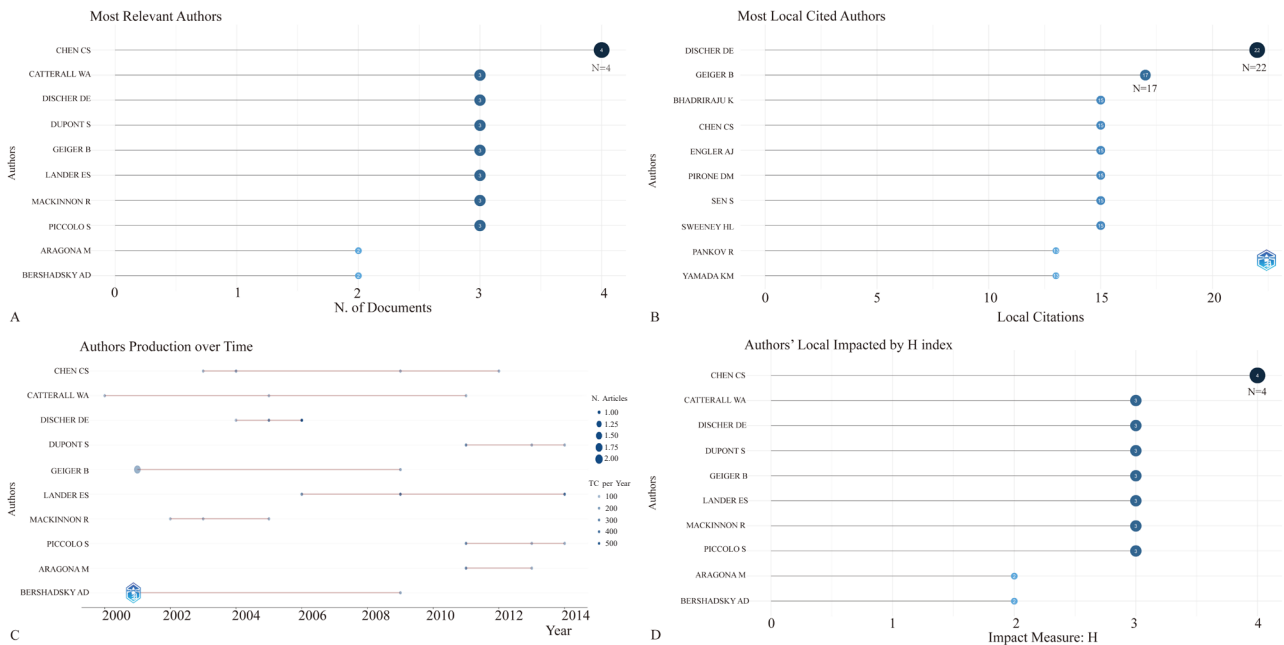 Most Relevant Authors
CHEN CS
4
N=4
CATTERALL WA
3
DISCHER DE
3
DUPONT S
3
GEIGER B
3
LANDER ES
3
MACKINNON R
3
PICCOLO S
3
ARAGONA M
2
BERSHADSKY AD
2
Authors
0 1 2 3 4
N. of Documents
A
Most Local Cited Authors
DISCHER DE
22
N=22
GEIGER B
17
N=17
BHADRIRAJU K
15
CHEN CS
15
ENGLER AJ
15
PIRONE DM
15
SEN S
15
SWEENEY HL
15
PANKOV R
13
YAMADA KM
13
Authors
0 5 10 15 20
Local Citations
B
Authors Production over Time
CHEN CS
CATTERALL WA
DISCHER DE
DUPONT S
GEIGER B
LANDER ES
MACKINNON R
PICCOLO S
ARAGONA M
BERSHADSKY AD
Authors
N. Articles
1.00
1.25
1.50
1.75
2.00
TC per Year
100
200
300
400
500
2000 2002 2004 2006 2008 2010 2012 2014
Year
C
Authors' Local Impacted by H index
CHEN CS
4
N=4
CATTERALL WA
3
DISCHER DE
3
DUPONT S
3
GEIGER B
3
LANDER ES
3
MACKINNON R
3
PICCOLO S
3
ARAGONA M
2
BERSHADSKY AD
2
Authors
0 1 2 3 4
Impact Measure: H
D